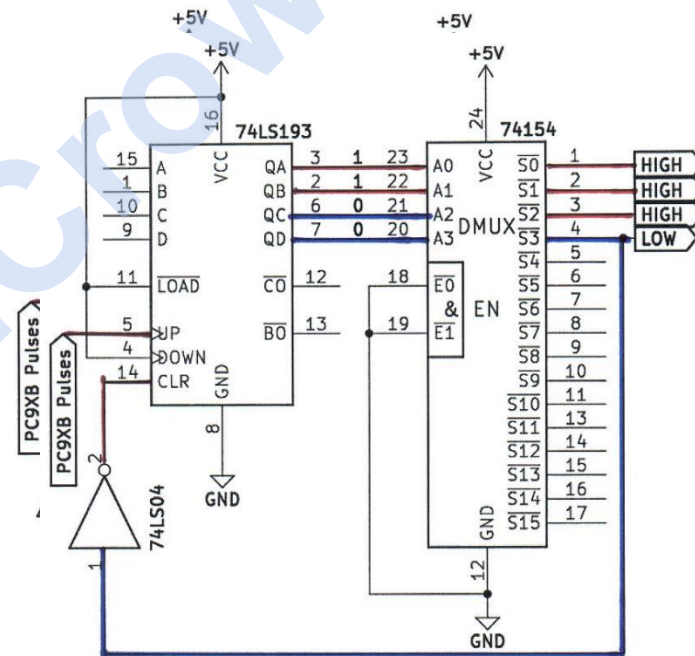 +5V
+5V
+5V
+5V
16
24
74LS193
74154
15 A
VCC
QA 3 1 23 A0
VCC
S0 1 HIGH
1 B
QB 2 1 22 A1
S1 2 HIGH
10 C
QC 6 0 21 A2
S2 3 HIGH
9 D
QD 7 0 20 A3
DMUX
S3 4 LOW
S4 5
11 LOAD
CO 12
18 E0
S5 6
& EN
S6 7
5 UP
BO 13
19 E1
S7 8
4 DOWN
S8 9
14 CLR
S9 10
GND
S10 11
8
S11 13
S12 14
S13 15
GND
S14 16
GND
S15 17
12
GND
PC9XB Pulses
PC9XB Pulses
2
74LS04
1
Crow